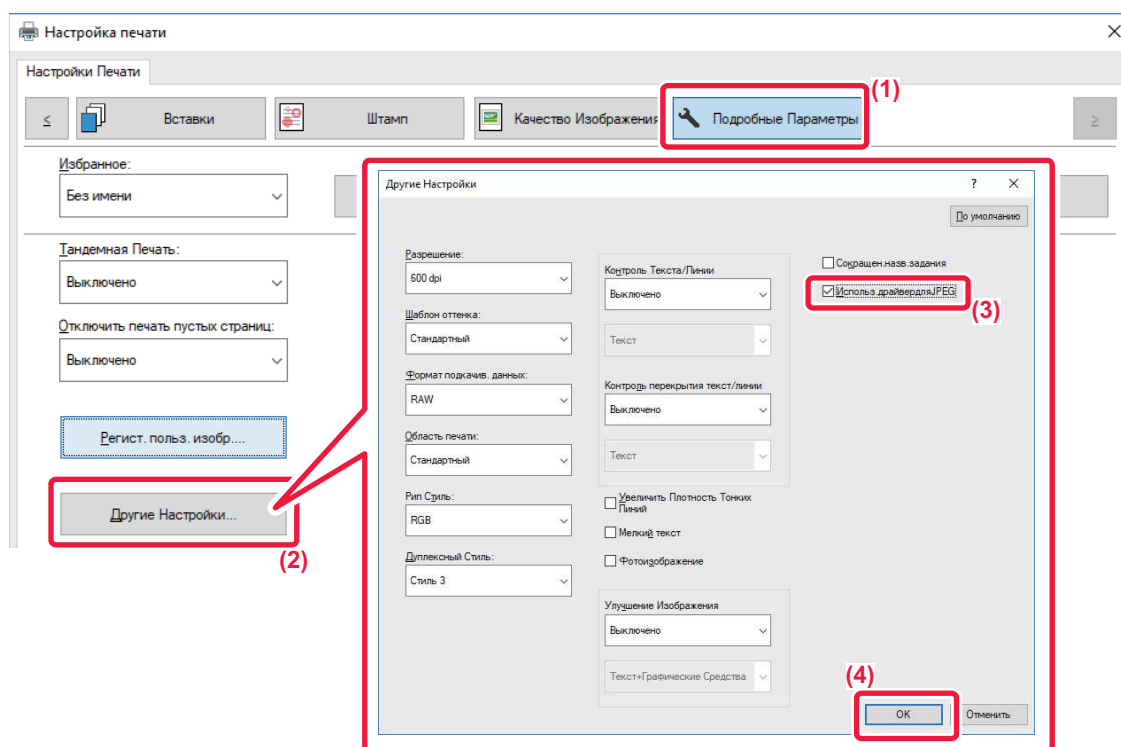 Настройка печати
Настройки Печати
(1)
<
Вставки
Штамп
Качество Изображения
Подробные Параметры
>
Избранное:
Без имени
Тандемная Печать:
Выключено
Отключить печать пустых страниц:
Выключено
Регист. польз. изобр....
Другие Настройки...
(2)
Другие Настройки
?
По умолчанию
Разрешение:
600 dpi
Шаблон оттенка:
Стандартный
Формат подкачив. данных:
RAW
Область печати:
Стандартный
Рип Стиль:
RGB
Дуплексный Стиль:
Стиль 3
Контроль Текста/Линии
Выключено
Текст
Контроль перекрытия текст/линии
Выключено
Текст
Увеличить Плотность Тонких
Линий
Мелкий текст
Фотоизображение
Улучшение Изображения
Выключено
Текст+Графические Средства
Сокращен.назв.задания
Использ.драйвердляJPEG
(3)
(4)
OK
Отменить